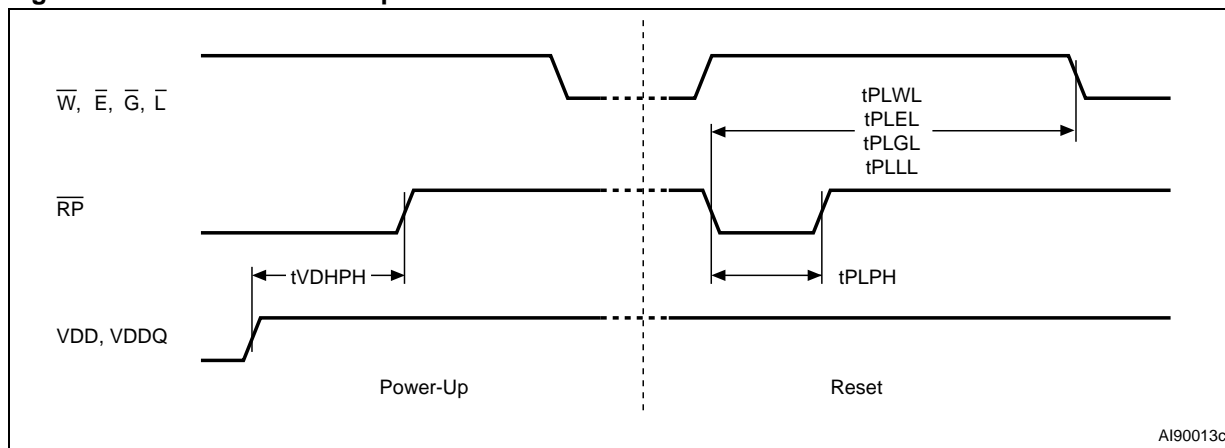 W, E, G, L
tPLWL
tPLEL
tPLGL
tPLLL
RP
tVDHPH
tPLPH
VDD, VDDQ
Power-Up
Reset
AI90013c